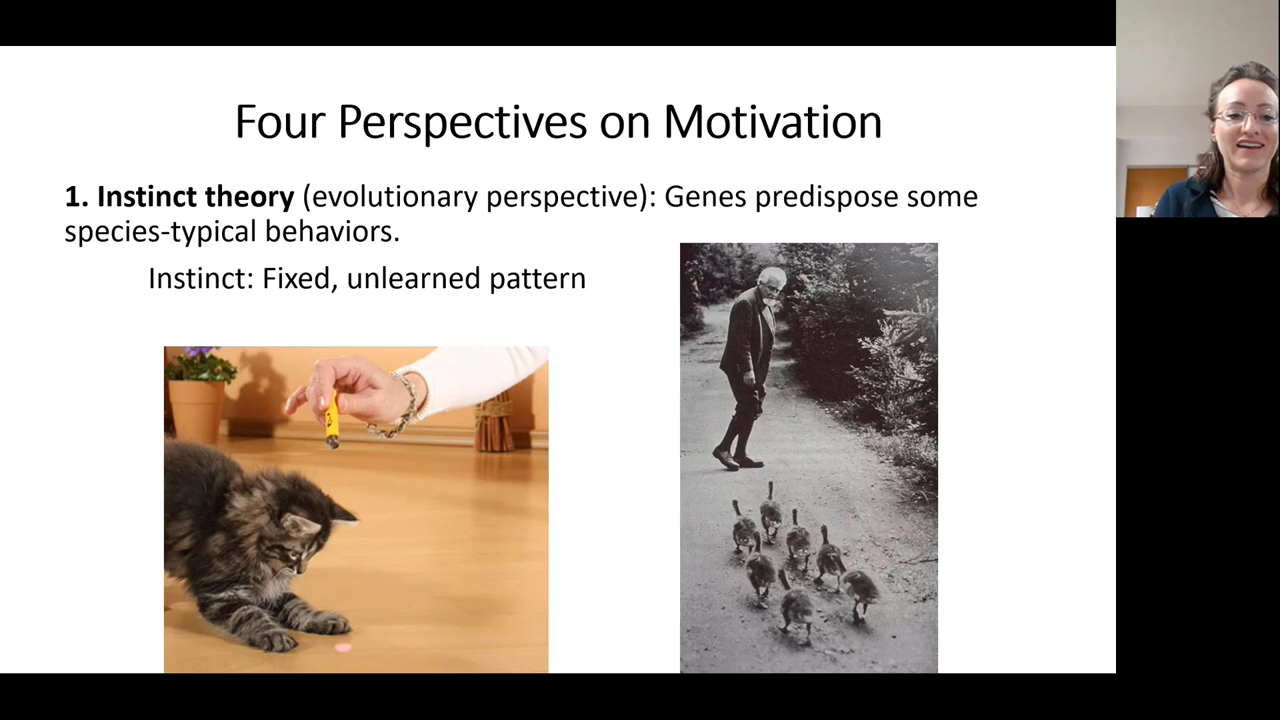 Four Perspectives on Motivation
1. Instinct theory (evolutionary perspective): Genes predispose some
species-typical behaviors.
Instinct: Fixed, unlearned pattern